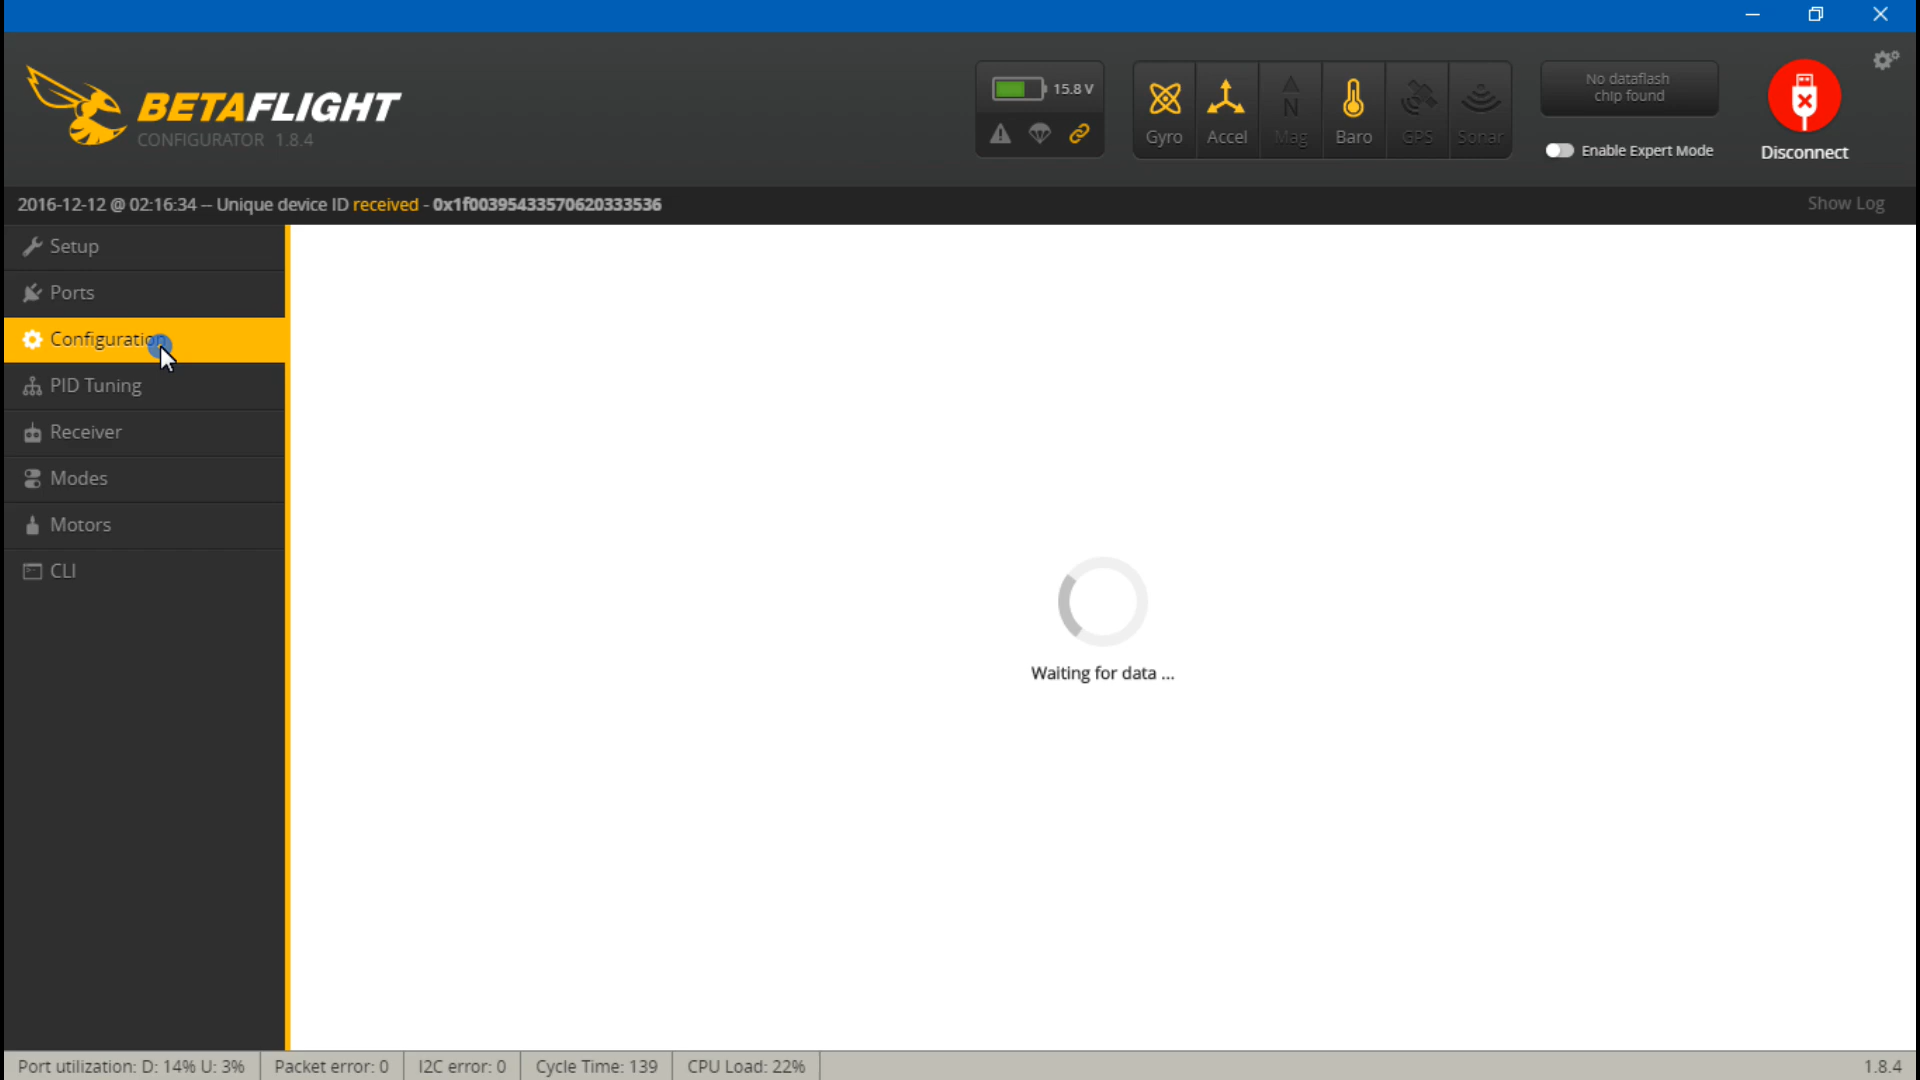 BETAFLIGHT
CONFIGURATOR 1.8.4
15.8 V
Gyro
Accel
N
Mag
Baro
GPS
Sonar
No dataflash
chip found
Enable Expert Mode
Disconnect
2016-12-12 @ 02:16:34 -- Unique device ID received - 0x1f0039543357062033​3536
Show Log
Setup
Ports
Configuration
PID Tuning
Receiver
Modes
Motors
CLI
Waiting for data ...
Port utilization: D: 14% U: 3%
Packet error: 0
I2C error: 0
Cycle Time: 139
CPU Load: 22%
1.8.4